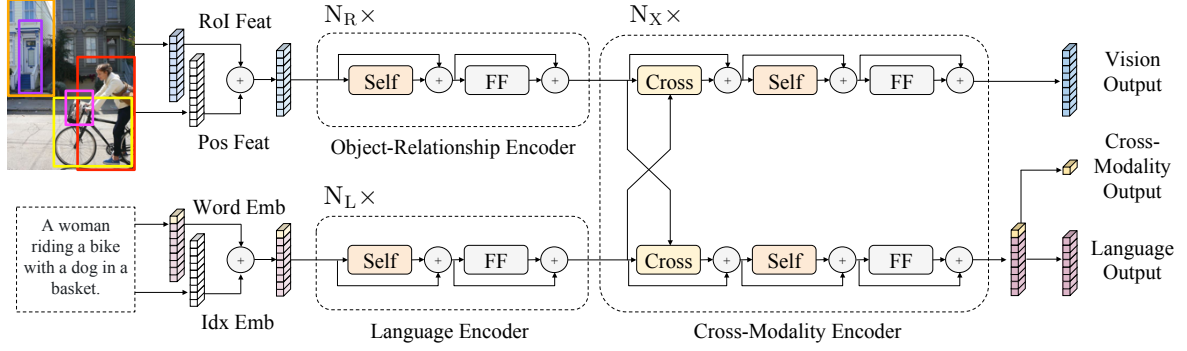 RoI Feat
Pos Feat
N_R ×
Self
+
FF
+
+
Object-Relationship Encoder
N_X ×
Cross
+
Self
+
FF
+
Vision
Output
Cross-
Modality
Output
A woman
riding a bike
with a dog in a
basket.
Word Emb
Idx Emb
+
N_L ×
Self
+
FF
+
Language Encoder
Cross
+
Self
+
FF
+
Cross-Modality Encoder
Language
Output